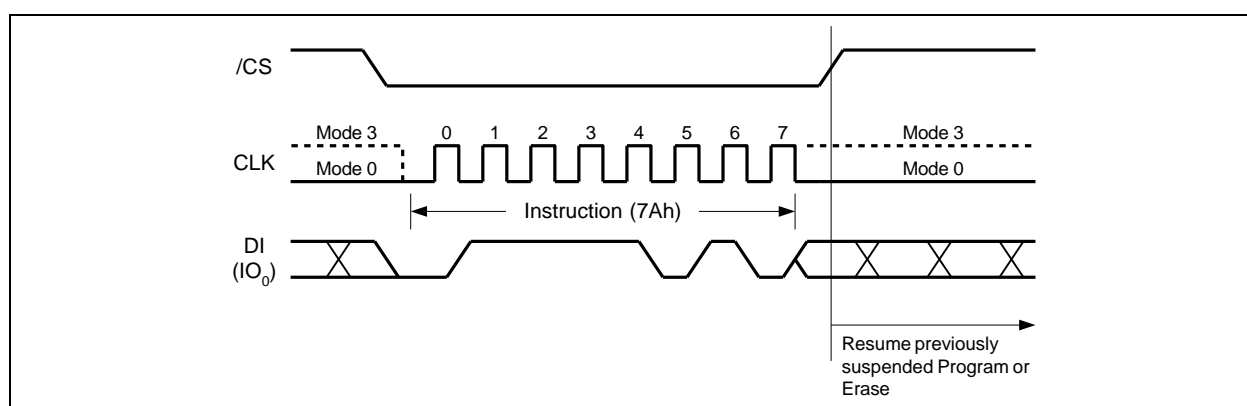 /CS
Mode 3 0 1 2 3 4 5 6 7 Mode 3
CLK
Mode 0 Mode 0
Instruction (7Ah)
DI
(IO0)
Resume previously
suspended Program or
Erase